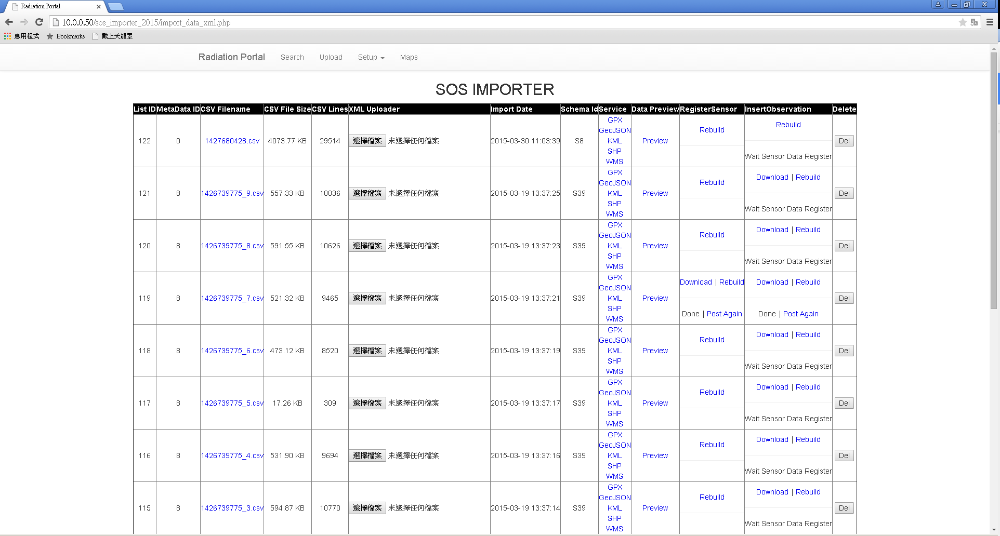 Radiation Portal
10.0.0.50/sos_importer_2015/import_data_xml.php
應用程式 Bookmarks 戴上天龍罩
Radiation Portal Search Upload Setup Maps
SOS IMPORTER
List ID MetaData ID CSV Filename CSV File Size CSV Lines XML Uploader Import Date Schema Id Service Data Preview RegisterSensor InsertObservation Delete
GPX
Rebuild
GeoJSON Rebuild
122 0 1427680428.csv 4073.77 KB 29514 選擇檔案 未選擇任何檔案 2015-03-30 11:03:39 S8 KML Preview Del
SHP
Wait Sensor Data Register
WMS
GPX
Download | Rebuild
GeoJSON Rebuild
121 8 1426739775_9.csv 557.33 KB 10036 選擇檔案 未選擇任何檔案 2015-03-19 13:37:25 S39 KML Preview Del
SHP
Wait Sensor Data Register
WMS
GPX
Download | Rebuild
GeoJSON Rebuild
120 8 1426739775_8.csv 591.55 KB 10626 選擇檔案 未選擇任何檔案 2015-03-19 13:37:23 S39 KML Preview Del
SHP
Wait Sensor Data Register
WMS
GPX
Download | Rebuild Download | Rebuild
GeoJSON
119 8 1426739775_7.csv 521.32 KB 9465 選擇檔案 未選擇任何檔案 2015-03-19 13:37:21 S39 KML Preview Del
SHP
Done | Post Again Done | Post Again
WMS
GPX
Download | Rebuild
GeoJSON Rebuild
118 8 1426739775_6.csv 473.12 KB 8520 選擇檔案 未選擇任何檔案 2015-03-19 13:37:19 S39 KML Preview Del
SHP
Wait Sensor Data Register
WMS
GPX
Download | Rebuild
GeoJSON Rebuild
117 8 1426739775_5.csv 17.26 KB 309 選擇檔案 未選擇任何檔案 2015-03-19 13:37:17 S39 KML Preview Del
SHP
Wait Sensor Data Register
WMS
GPX
Download | Rebuild
GeoJSON Rebuild
116 8 1426739775_4.csv 531.90 KB 9694 選擇檔案 未選擇任何檔案 2015-03-19 13:37:16 S39 KML Preview Del
SHP
Wait Sensor Data Register
WMS
GPX
Download | Rebuild
GeoJSON Rebuild
115 8 1426739775_3.csv 594.87 KB 10770 選擇檔案 未選擇任何檔案 2015-03-19 13:37:14 S39 KML Preview Del
SHP
Wait Sensor Data Register
WMS